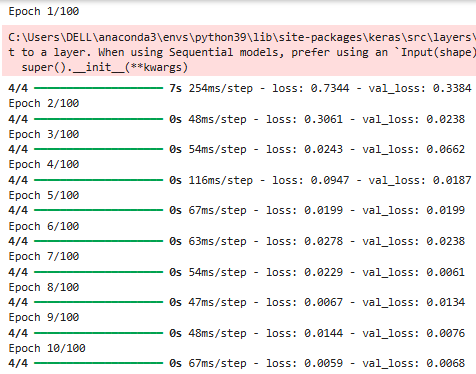 Epoch 1/100
C:\Users\DELL\anaconda3\envs\python39\lib\site-packages\keras\src\layers\
t to a layer. When using Sequential models, prefer using an `Input(shape)
super().__init__(**kwargs)
4/4 ━━━━━━━━━━━━━━━━━━━━ 7s 254ms/step - loss: 0.7344 - val_loss: 0.3384
Epoch 2/100
4/4 ━━━━━━━━━━━━━━━━━━━━ 0s 48ms/step - loss: 0.3061 - val_loss: 0.0238
Epoch 3/100
4/4 ━━━━━━━━━━━━━━━━━━━━ 0s 54ms/step - loss: 0.0243 - val_loss: 0.0662
Epoch 4/100
4/4 ━━━━━━━━━━━━━━━━━━━━ 0s 116ms/step - loss: 0.0947 - val_loss: 0.0187
Epoch 5/100
4/4 ━━━━━━━━━━━━━━━━━━━━ 0s 67ms/step - loss: 0.0199 - val_loss: 0.0199
Epoch 6/100
4/4 ━━━━━━━━━━━━━━━━━━━━ 0s 63ms/step - loss: 0.0278 - val_loss: 0.0238
Epoch 7/100
4/4 ━━━━━━━━━━━━━━━━━━━━ 0s 54ms/step - loss: 0.0229 - val_loss: 0.0061
Epoch 8/100
4/4 ━━━━━━━━━━━━━━━━━━━━ 0s 47ms/step - loss: 0.0067 - val_loss: 0.0134
Epoch 9/100
4/4 ━━━━━━━━━━━━━━━━━━━━ 0s 48ms/step - loss: 0.0144 - val_loss: 0.0076
Epoch 10/100
4/4 ━━━━━━━━━━━━━━━━━━━━ 0s 67ms/step - loss: 0.0059 - val_loss: 0.0068